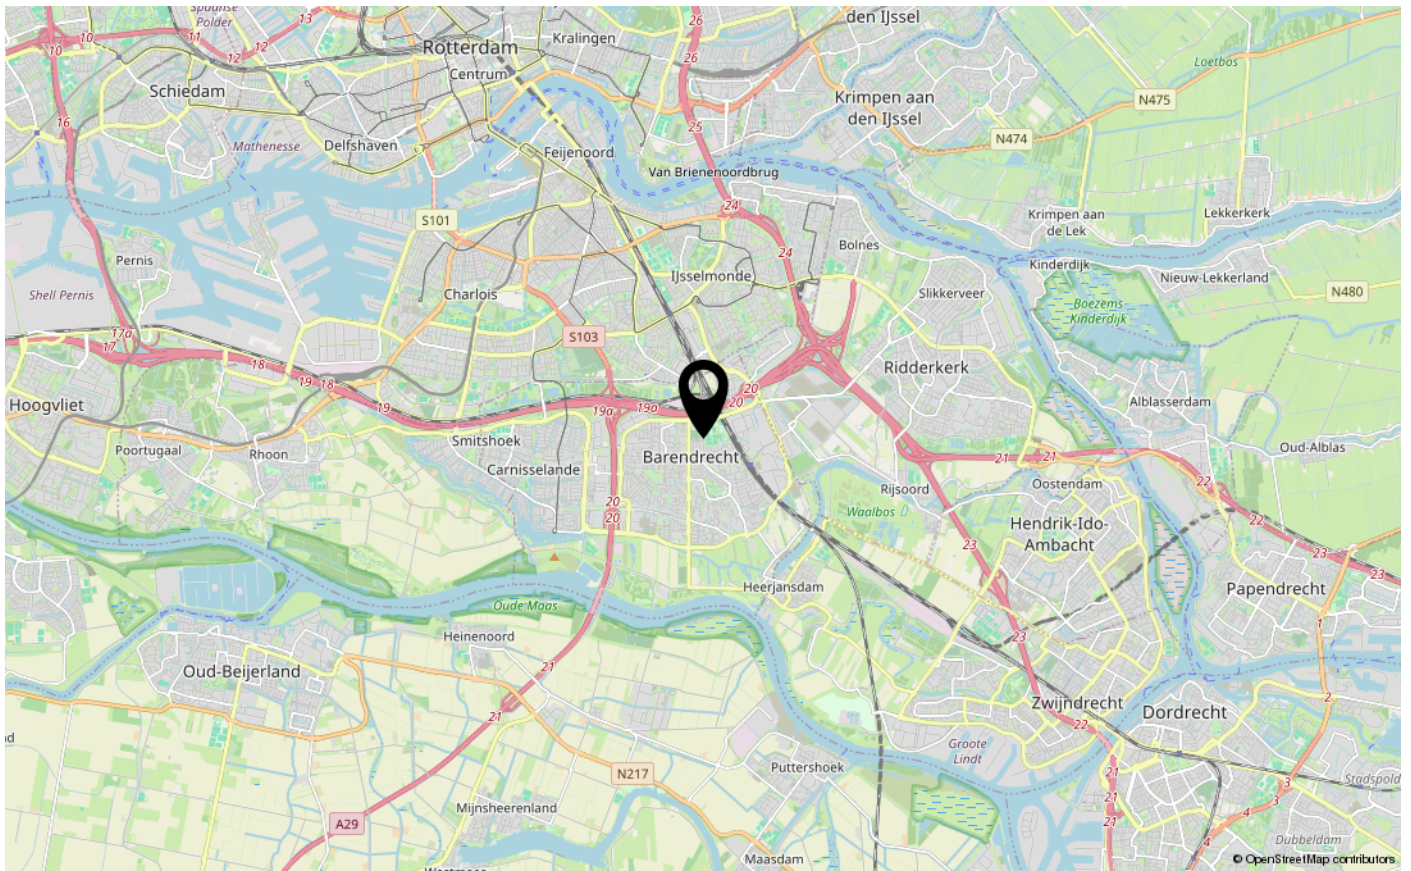 Spaanse
Polder
den IJssel
13
26
10
10
11
12
12
Rotterdam
Kralingen
26
Loetbos
Centrum
Schiedam
Krimpen aan
den IJssel
N475
16
25
N474
Mathenesse
Delfshaven
Feijenoord
Van Brienenoordbrug
24
S101
Krimpen aan
de Lek
Lekkerkerk
Pernis
24
Bolnes
Kinderdijk
IJsselmonde
Nieuw-Lekkerland
Shell Pernis
Charlois
Slikkerveer
N480
Boezems
Kinderdijk
17a
17
S103
18
19
18
Ridderkerk
20
20
Hoogvliet
19
19a
19a
Alblasserdam
Smitshoek
Poortugaal
Rhoon
Barendrecht
21
21
Oud-Alblas
Carnisselande
22
Rijsoord
Oostendam
20
20
Waalbos
22
Hendrik-Ido-
Ambacht
23
23
23
Heerjansdam
Papendrecht
Oude Maas
1
Heinenoord
23
21
Oud-Beijerland
2
Zwijndrecht
21
22
Dordrecht
Groote
Lindt
Puttershoek
N217
21
21
21
Stadspold
3
3
4
4
Mijnsheerenland
A29
Dubbeldam
Maasdam
© OpenStreetMap contributors